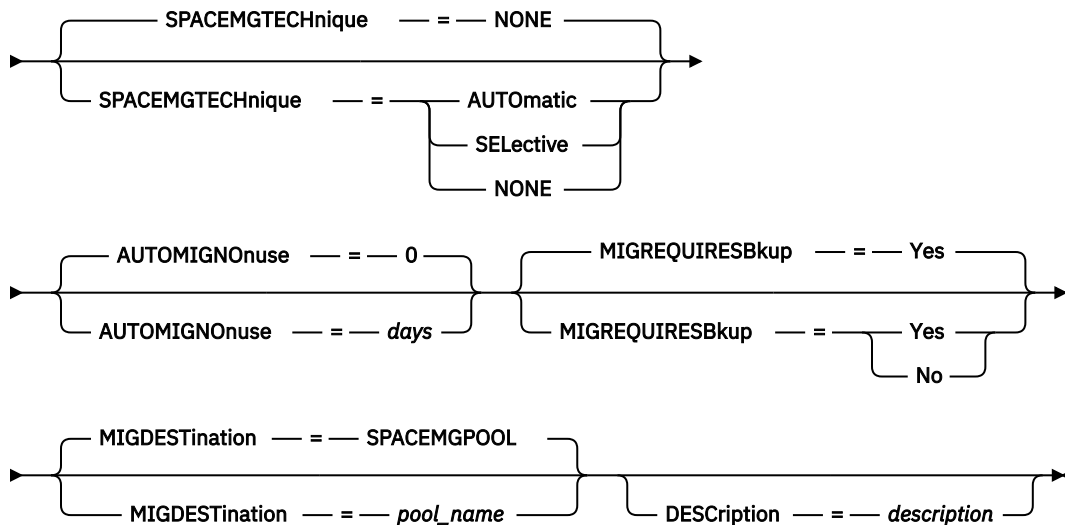 SPACEMGTECHnique = NONE
SPACEMGTECHnique = AUTOmatic
SELective
NONE
AUTOMIGNOnuse = 0
AUTOMIGNOnuse = days
MIGREQUIRESBkup = Yes
MIGREQUIRESBkup = Yes
No
MIGDESTination = SPACEMGPOOL
MIGDESTination = pool_name
DESCription = description